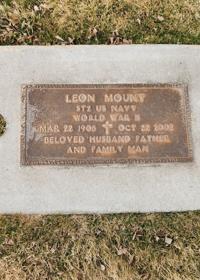 LEON MOUNT
ST2 US NAVY
WORLD WAR II
MAR 22 1906 ✝ OCT 22 2002
BELOVED HUSBAND FATHER
AND FAMILY MAN